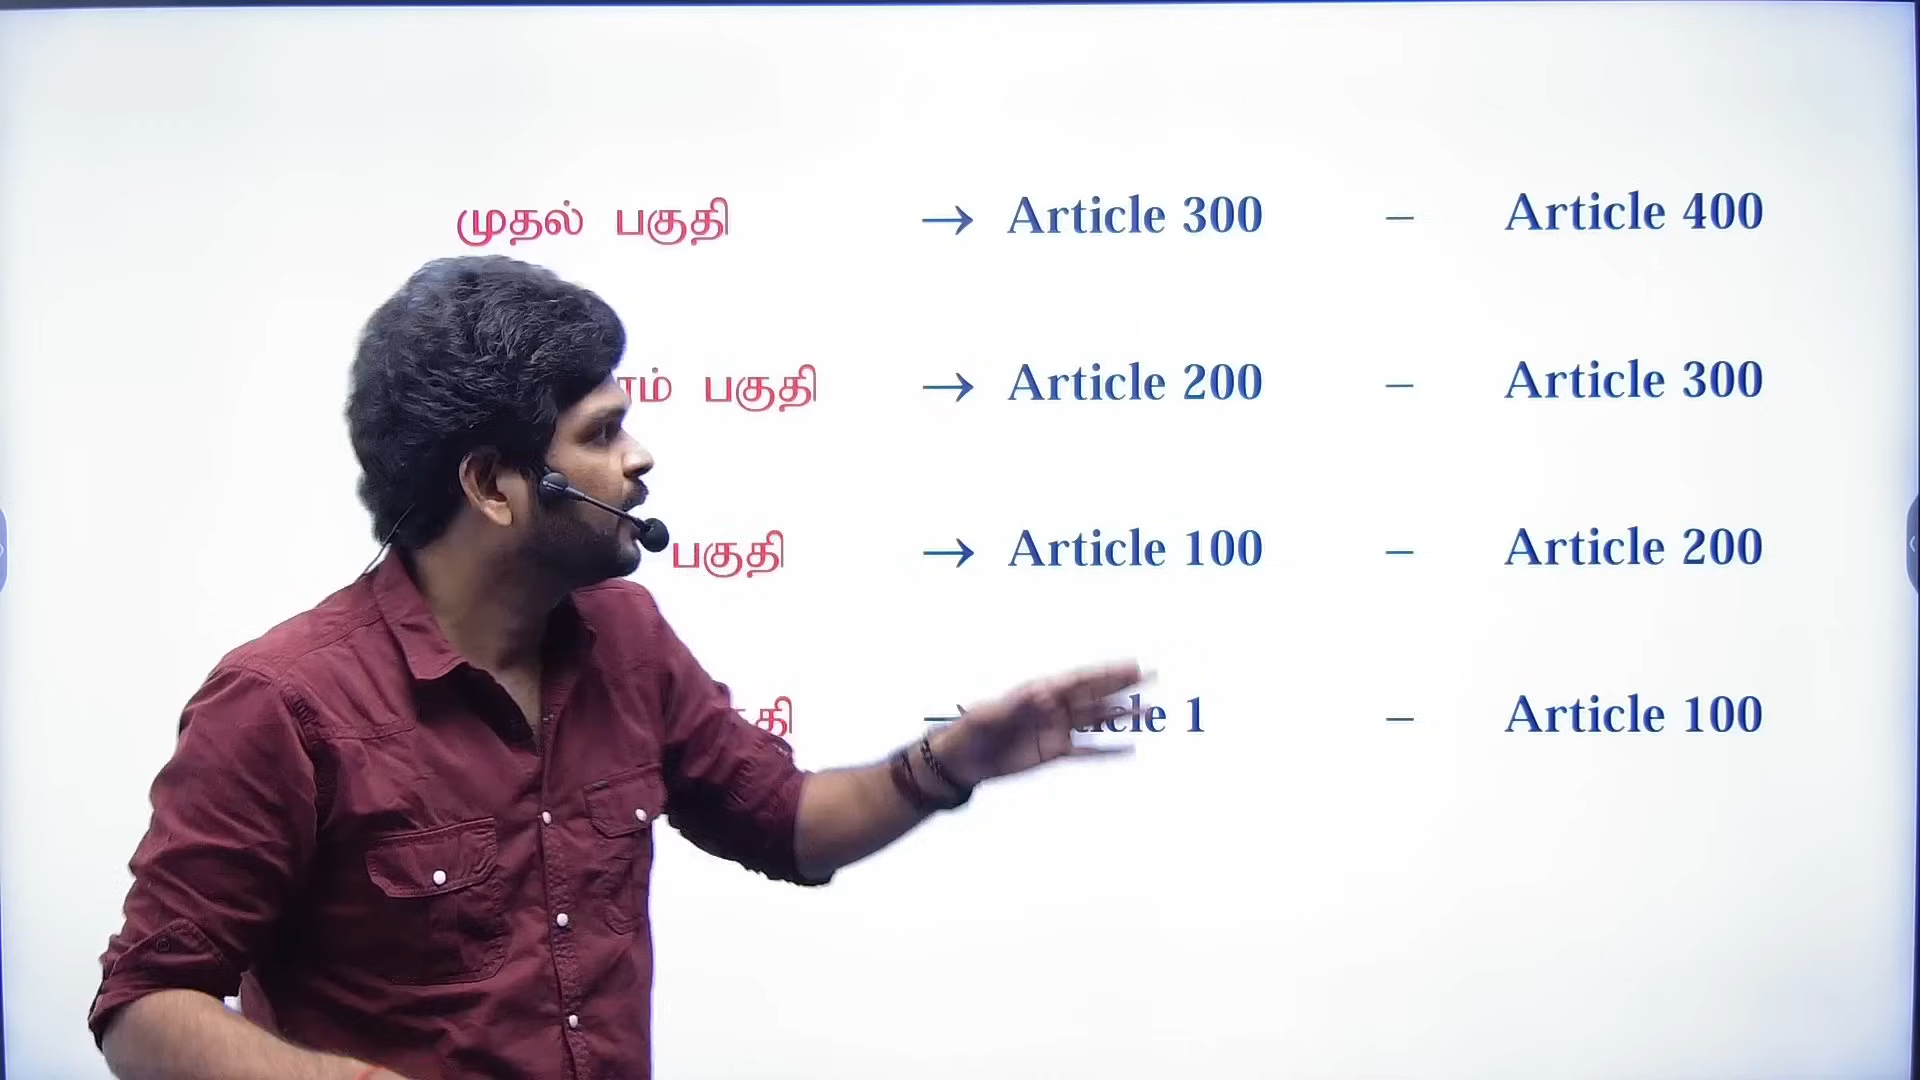 முதல் பகுதி → Article 300 – Article 400
பகுதி → Article 200 – Article 300
பகுதி → Article 100 – Article 200
→ 1 – Article 100